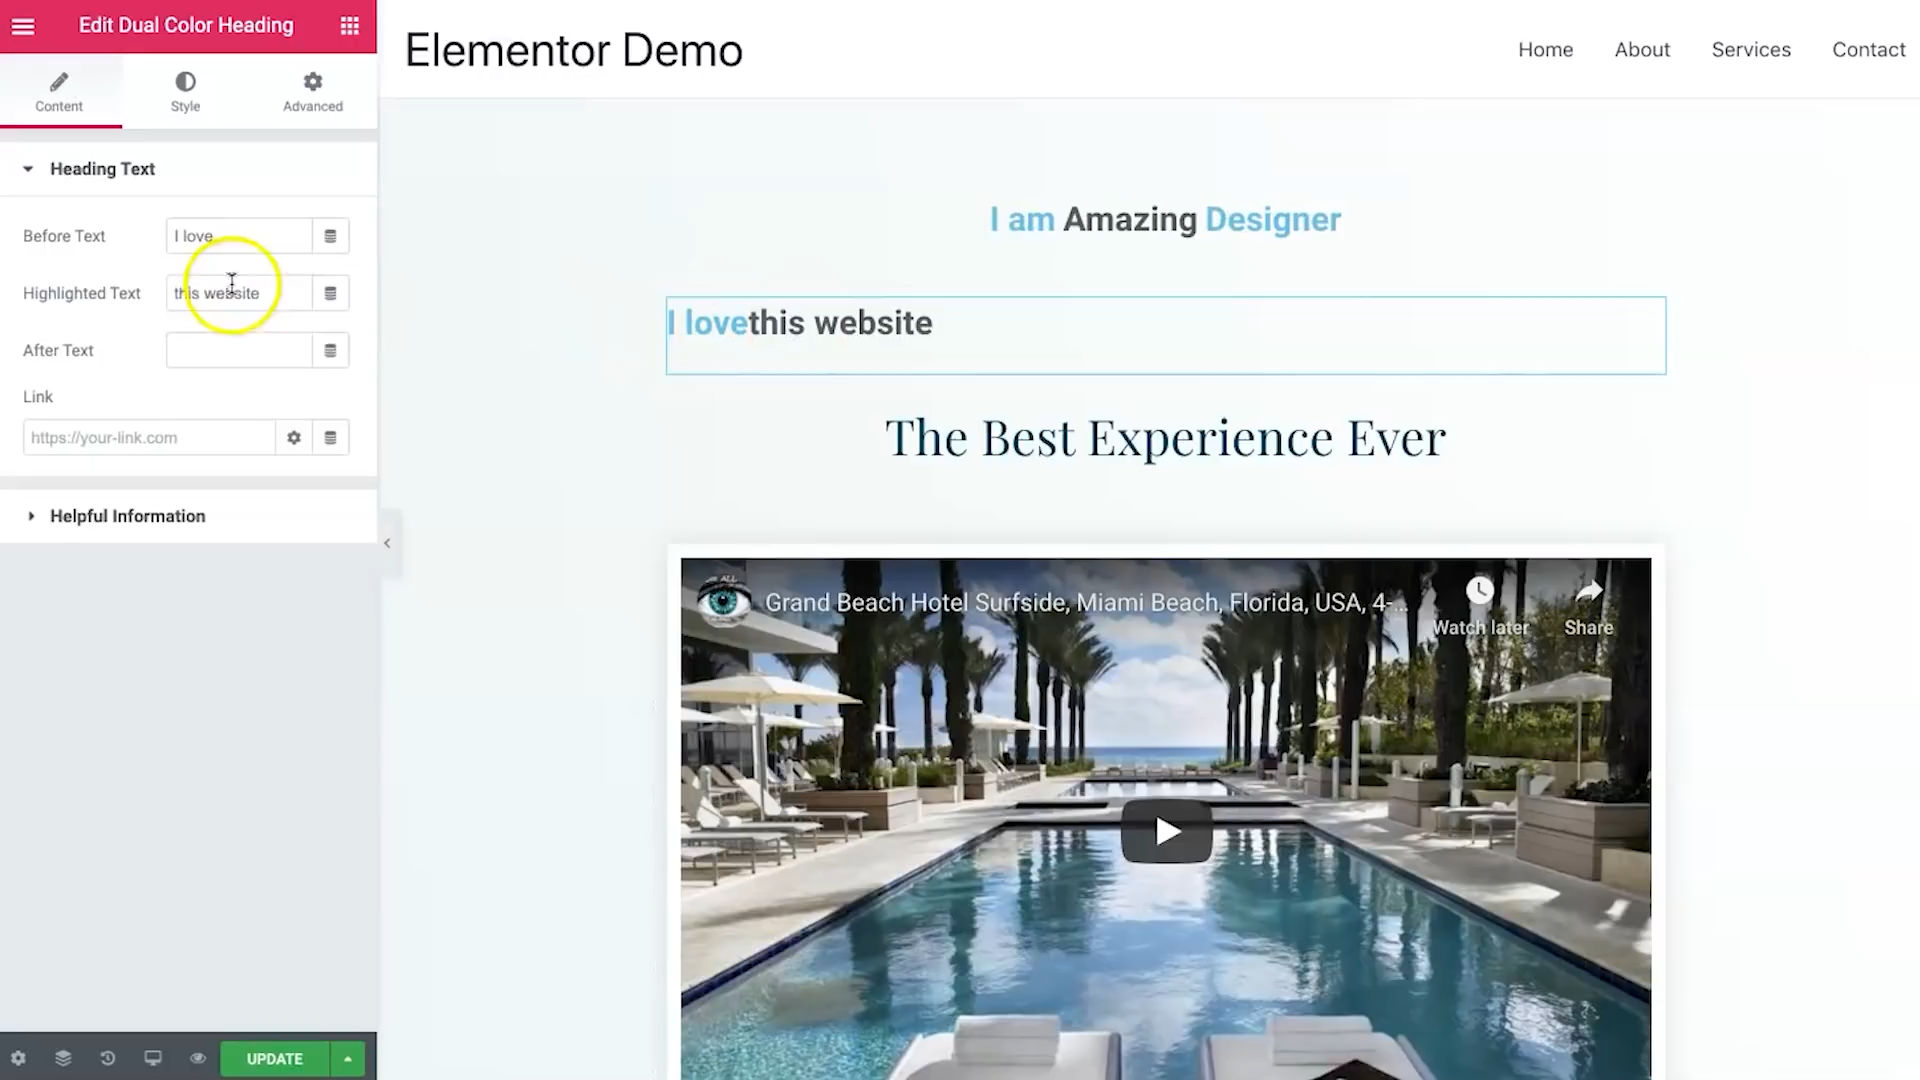 Edit Dual Color Heading
Content
Style
Advanced
Heading Text
Before Text
I love
Highlighted Text
this website
After Text
Link
https://your-link.com
Helpful Information
UPDATE
Elementor Demo
Home
About
Services
Contact
I am Amazing Designer
I lovethis website
The Best Experience Ever
ALL
Grand Beach Hotel Surfside, Miami Beach, Florida, USA, 4-...
Watch later
Share